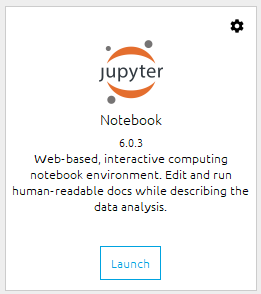 jupyter
Notebook
6.0.3
Web-based, interactive computing
notebook environment. Edit and run
human-readable docs while describing the
data analysis.
Launch